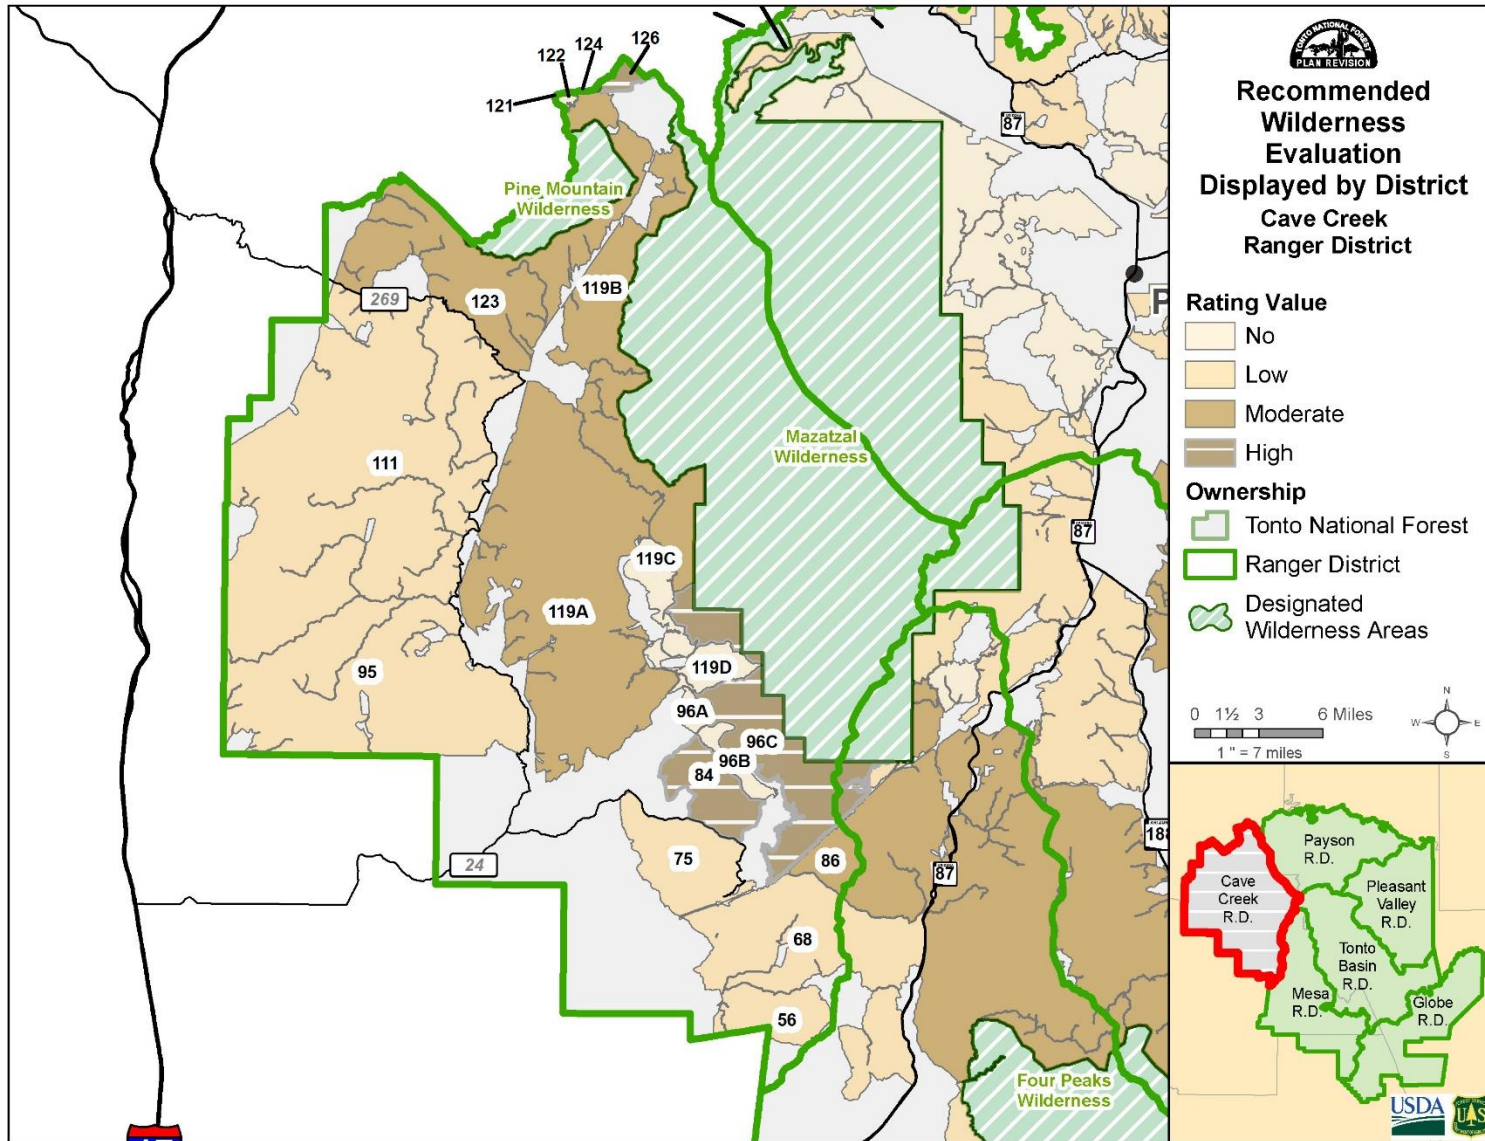 126
124
122
121
87
Pine Mountain
Wilderness
119B
269
123
P
Mazatzal
Wilderness
111
87
119C
119A
119D
95
96A
96C
96B
84
188
75
86
24
87
68
56
Four Peaks
Wilderness
TONTO NATIONAL FOREST
PLAN REVISION
Recommended
Wilderness
Evaluation
Displayed by District
Cave Creek
Ranger District
Rating Value
No
Low
Moderate
High
Ownership
Tonto National Forest
Ranger District
Designated
Wilderness Areas
0 1½ 3 6 Miles
1 " = 7 miles
N
W E
S
Payson
R.D.
Cave
Creek
R.D.
Pleasant
Valley
R.D.
Tonto
Basin
R.D.
Mesa
R.D.
Globe
R.D.
USDA